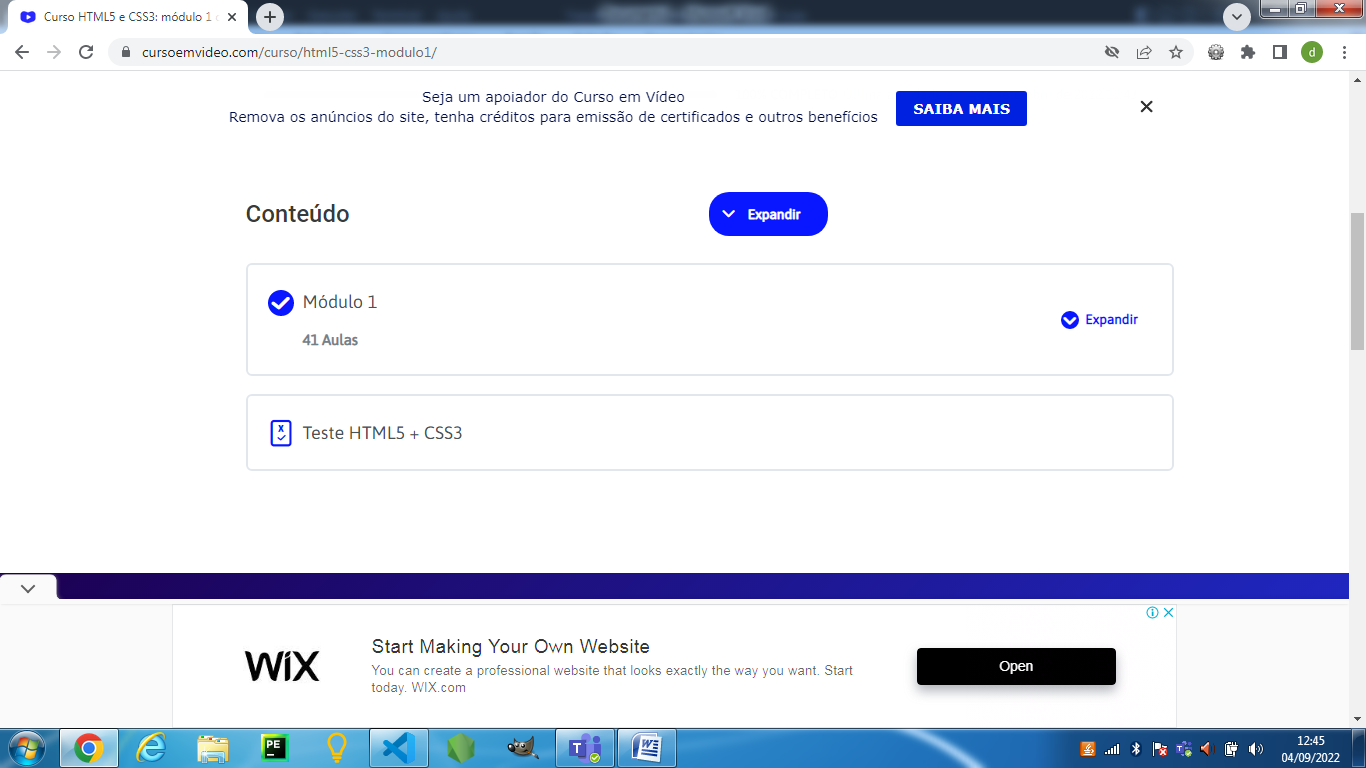 Curso HTML5 e CSS3: módulo 1
cursoemvideo.com/curso/html5-css3-modulo1/
d
Seja um apoiador do Curso em Vídeo
Remova os anúncios do site, tenha créditos para emissão de certificados e outros benefícios
SAIBA MAIS
Conteúdo
Expandir
Módulo 1
41 Aulas
Expandir
Teste HTML5 + CSS3
WiX
Start Making Your Own Website
You can create a professional website that looks exactly the way you want. Start
today. WIX.com
Open
PE
W
12:45
04/09/2022